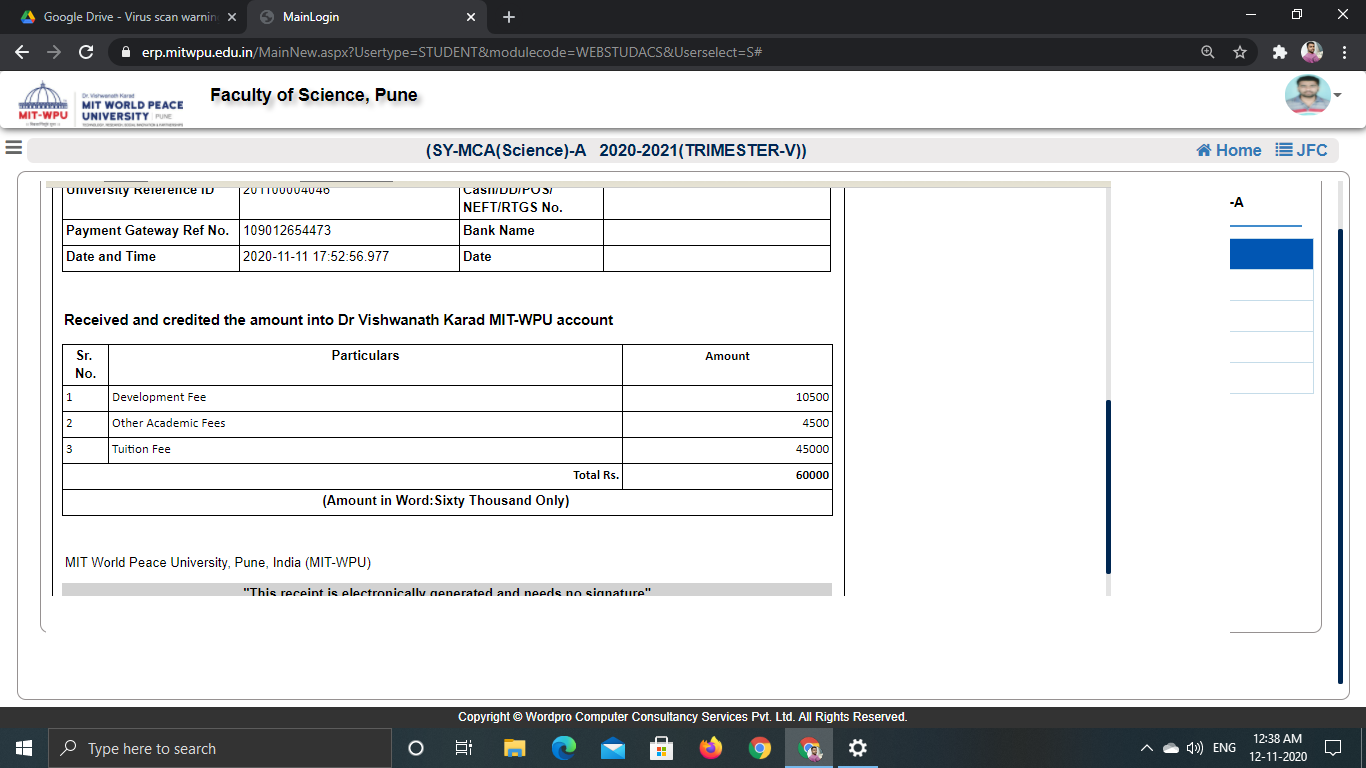 Google Drive - Virus scan warnin
MainLogin
erp.mitwpu.edu.in/MainNew.aspx?Usertype=STUDENT&modulecode=WEBSTUDACS&Userselect=S#
Dr. Vishwanath Karad
MIT WORLD PEACE
UNIVERSITY PUNE
MIT-WPU
Faculty of Science, Pune
(SY-MCA(Science)-A 2020-2021(TRIMESTER-V))
Home
JFC
University Reference ID
201100004046
Cash/DD/POS/
NEFT/RTGS No.
-A
Payment Gateway Ref No.
109012654473
Bank Name
Date and Time
2020-11-11 17:52:56.977
Date
Received and credited the amount into Dr Vishwanath Karad MIT-WPU account
Sr.
No.
Particulars
Amount
1 Development Fee 10500
2 Other Academic Fees 4500
3 Tuition Fee 45000
Total Rs. 60000
(Amount in Word:Sixty Thousand Only)
MIT World Peace University, Pune, India (MIT-WPU)
"This receipt is electronically generated and needs no signature"
Copyright © Wordpro Computer Consultancy Services Pvt. Ltd. All Rights Reserved.
Type here to search
ENG
12:38 AM
12-11-2020